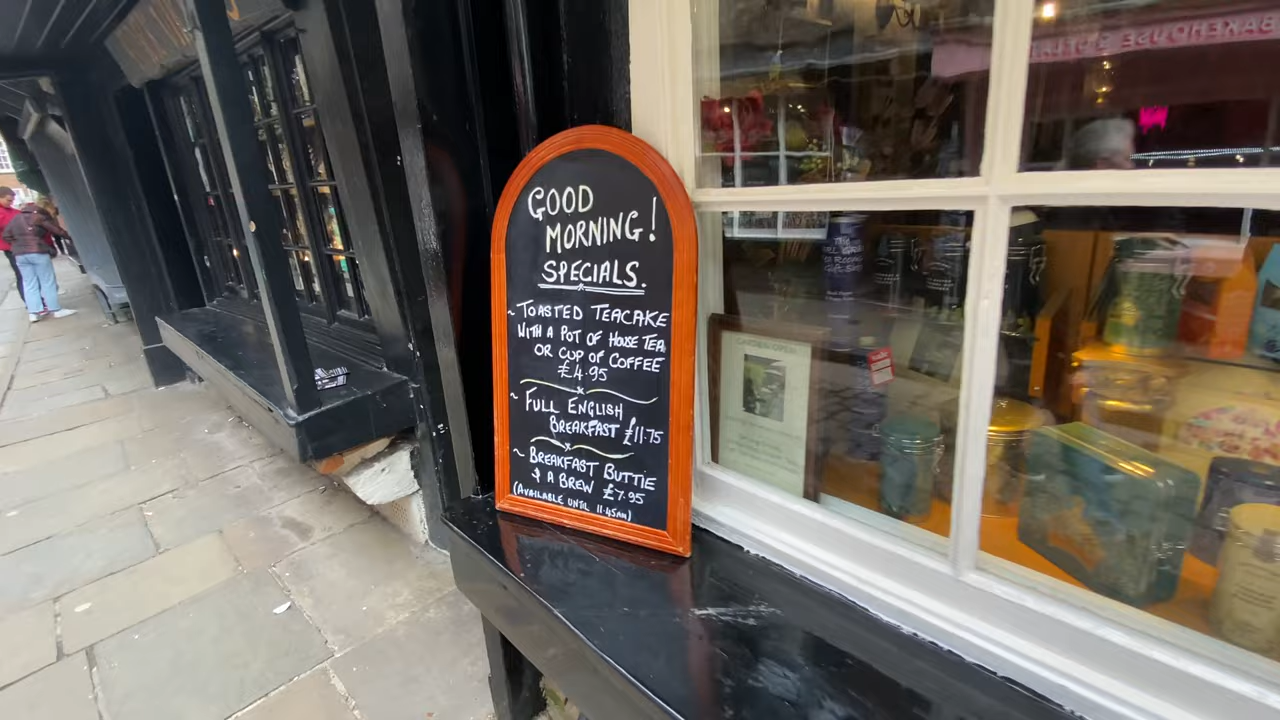 GOOD
MORNING!
SPECIALS.
~ TOASTED TEACAKE
WITH A POT OF HOUSE TEA
OR CUP OF COFFEE
£4.95
~ FULL ENGLISH
BREAKFAST £11.75
~ BREAKFAST BUTTIE
& A BREW £7.95
(AVAILABLE UNTIL 11.45AM)
BAKEHOUSE